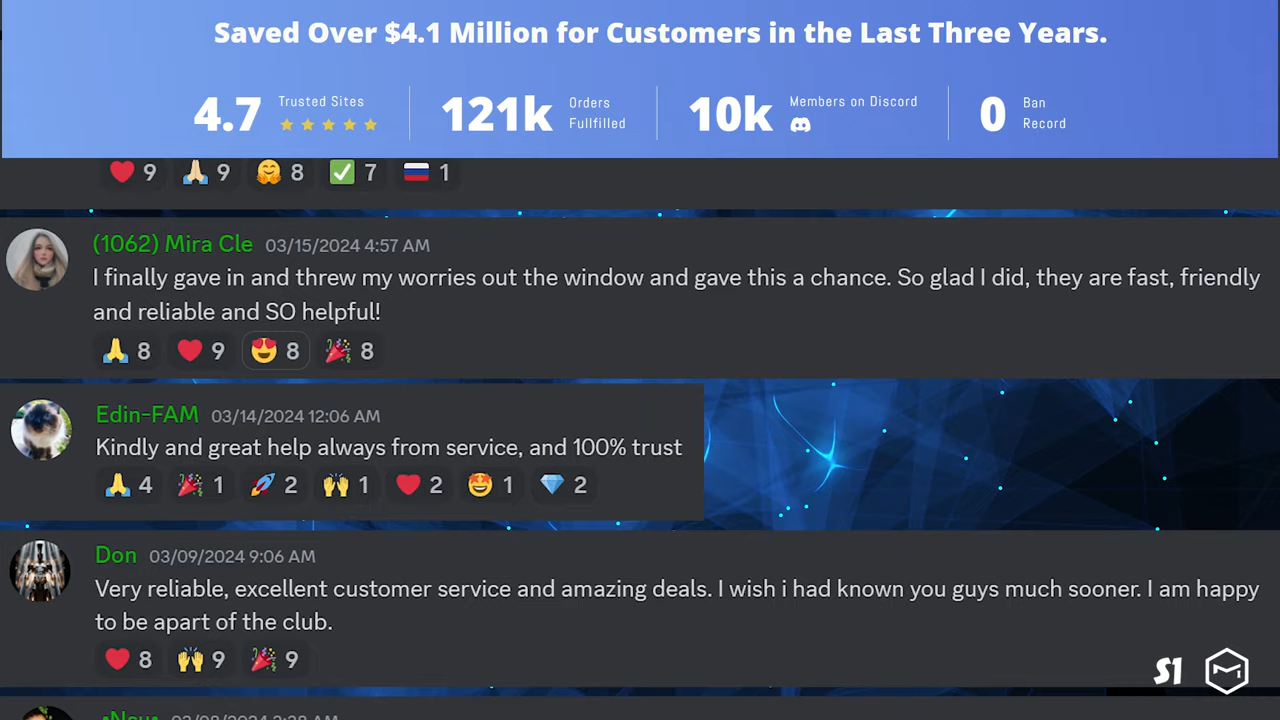 Saved Over $4.1 Million for Customers in the Last Three Years.
4.7 Trusted Sites
121k Orders Fullfilled
10k Members on Discord
0 Ban Record
9 9 8 7 1
(1062) Mira Cle 03/15/2024 4:57 AM
I finally gave in and threw my worries out the window and gave this a chance. So glad I did, they are fast, friendly
and reliable and SO helpful!
8 9 8 8
Edin-FAM 03/14/2024 12:06 AM
Kindly and great help always from service, and 100% trust
4 1 2 1 2 1 2
Don 03/09/2024 9:06 AM
Very reliable, excellent customer service and amazing deals. I wish i had known you guys much sooner. I am happy
to be apart of the club.
8 9 9
S1